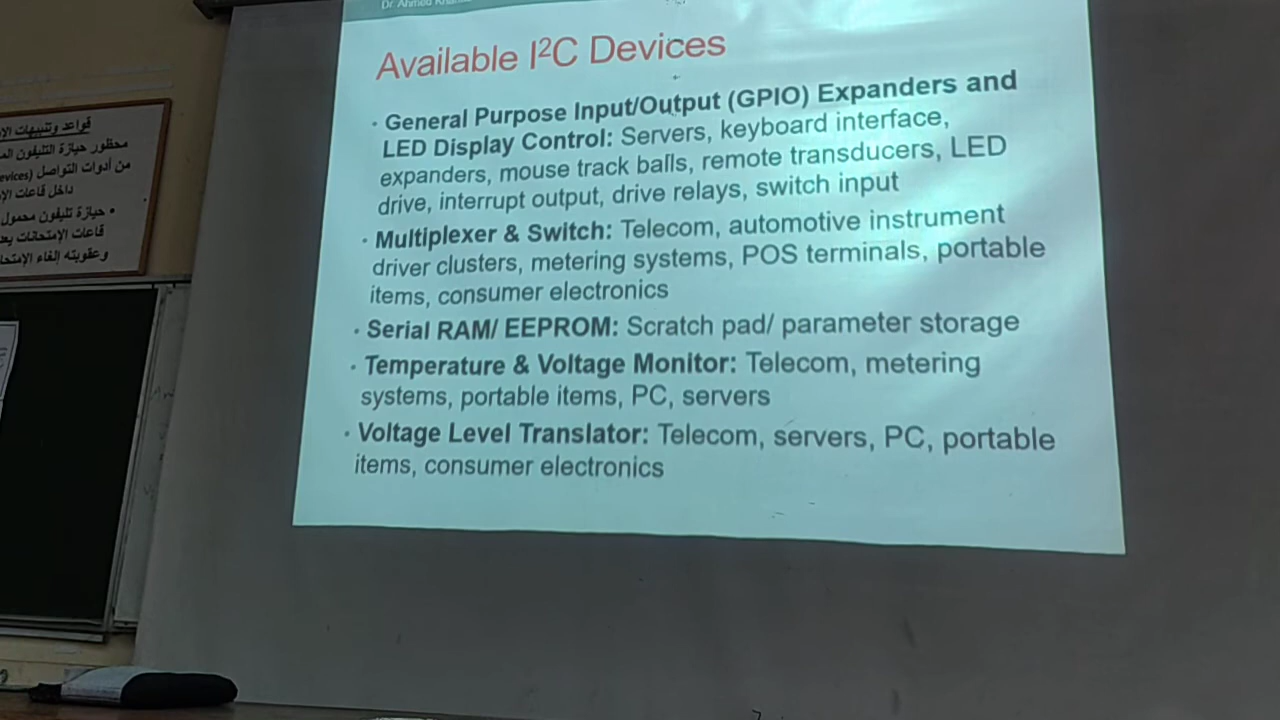 Dr Ahmed
Available I²C Devices
• General Purpose Input/Output (GPIO) Expanders and
LED Display Control: Servers, keyboard interface,
expanders, mouse track balls, remote transducers, LED
drive, interrupt output, drive relays, switch input
• Multiplexer & Switch: Telecom, automotive instrument
driver clusters, metering systems, POS terminals, portable
items, consumer electronics
• Serial RAM/ EEPROM: Scratch pad/ parameter storage
• Temperature & Voltage Monitor: Telecom, metering
systems, portable items, PC, servers
• Voltage Level Translator: Telecom, servers, PC, portable
items, consumer electronics
قواعد وتنبيهات
محظور حيازة التليفون
من أدوات التواصل
داخل قاعات
• حيازة تليفون محمول
قاعات الإمتحانات
وعقوبته إلغاء